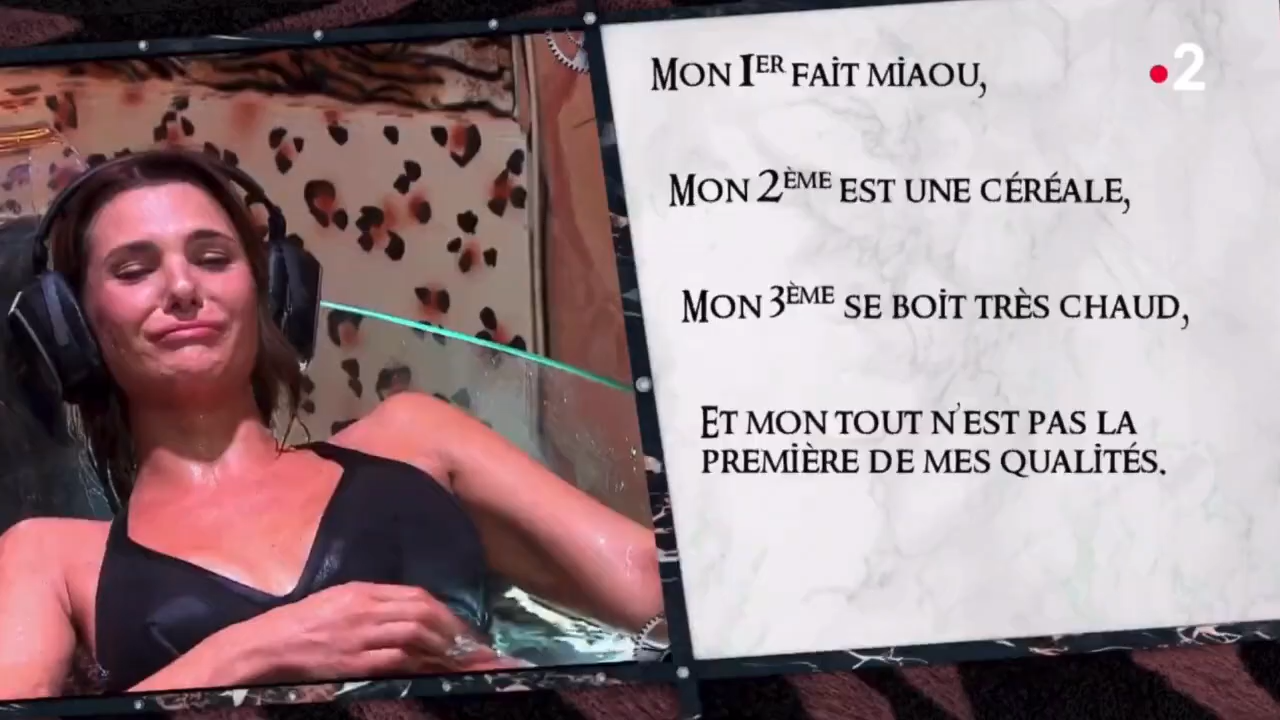 Mon 1er fait miaou,
2
Mon 2ème est une céréale,
Mon 3ème se boit très chaud,
Et mon tout n'est pas la
première de mes qualités.